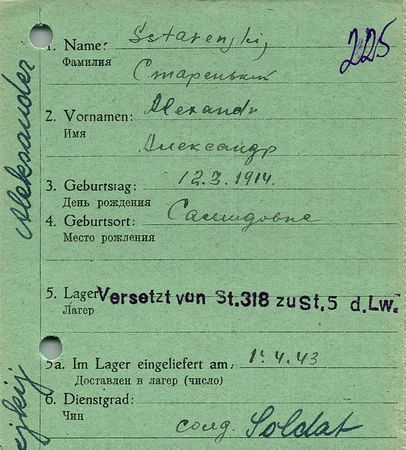 225
1. Name: Sstarenjkij
Фамилия
Старенький
2. Vornamen: Alexandr
Имя
Александр
3. Geburtstag: 12.3.1914.
День рождения
4. Geburtsort:
Место рождения
5. Lager Versetzt von St.318 zu St.5 d.Lw.
Лагер
5a. Im Lager eingeliefert am: 1. 4. 43
Доставлен в лагер (число)
6. Dienstgrad: Soldat
Чин солд.
Aleksander